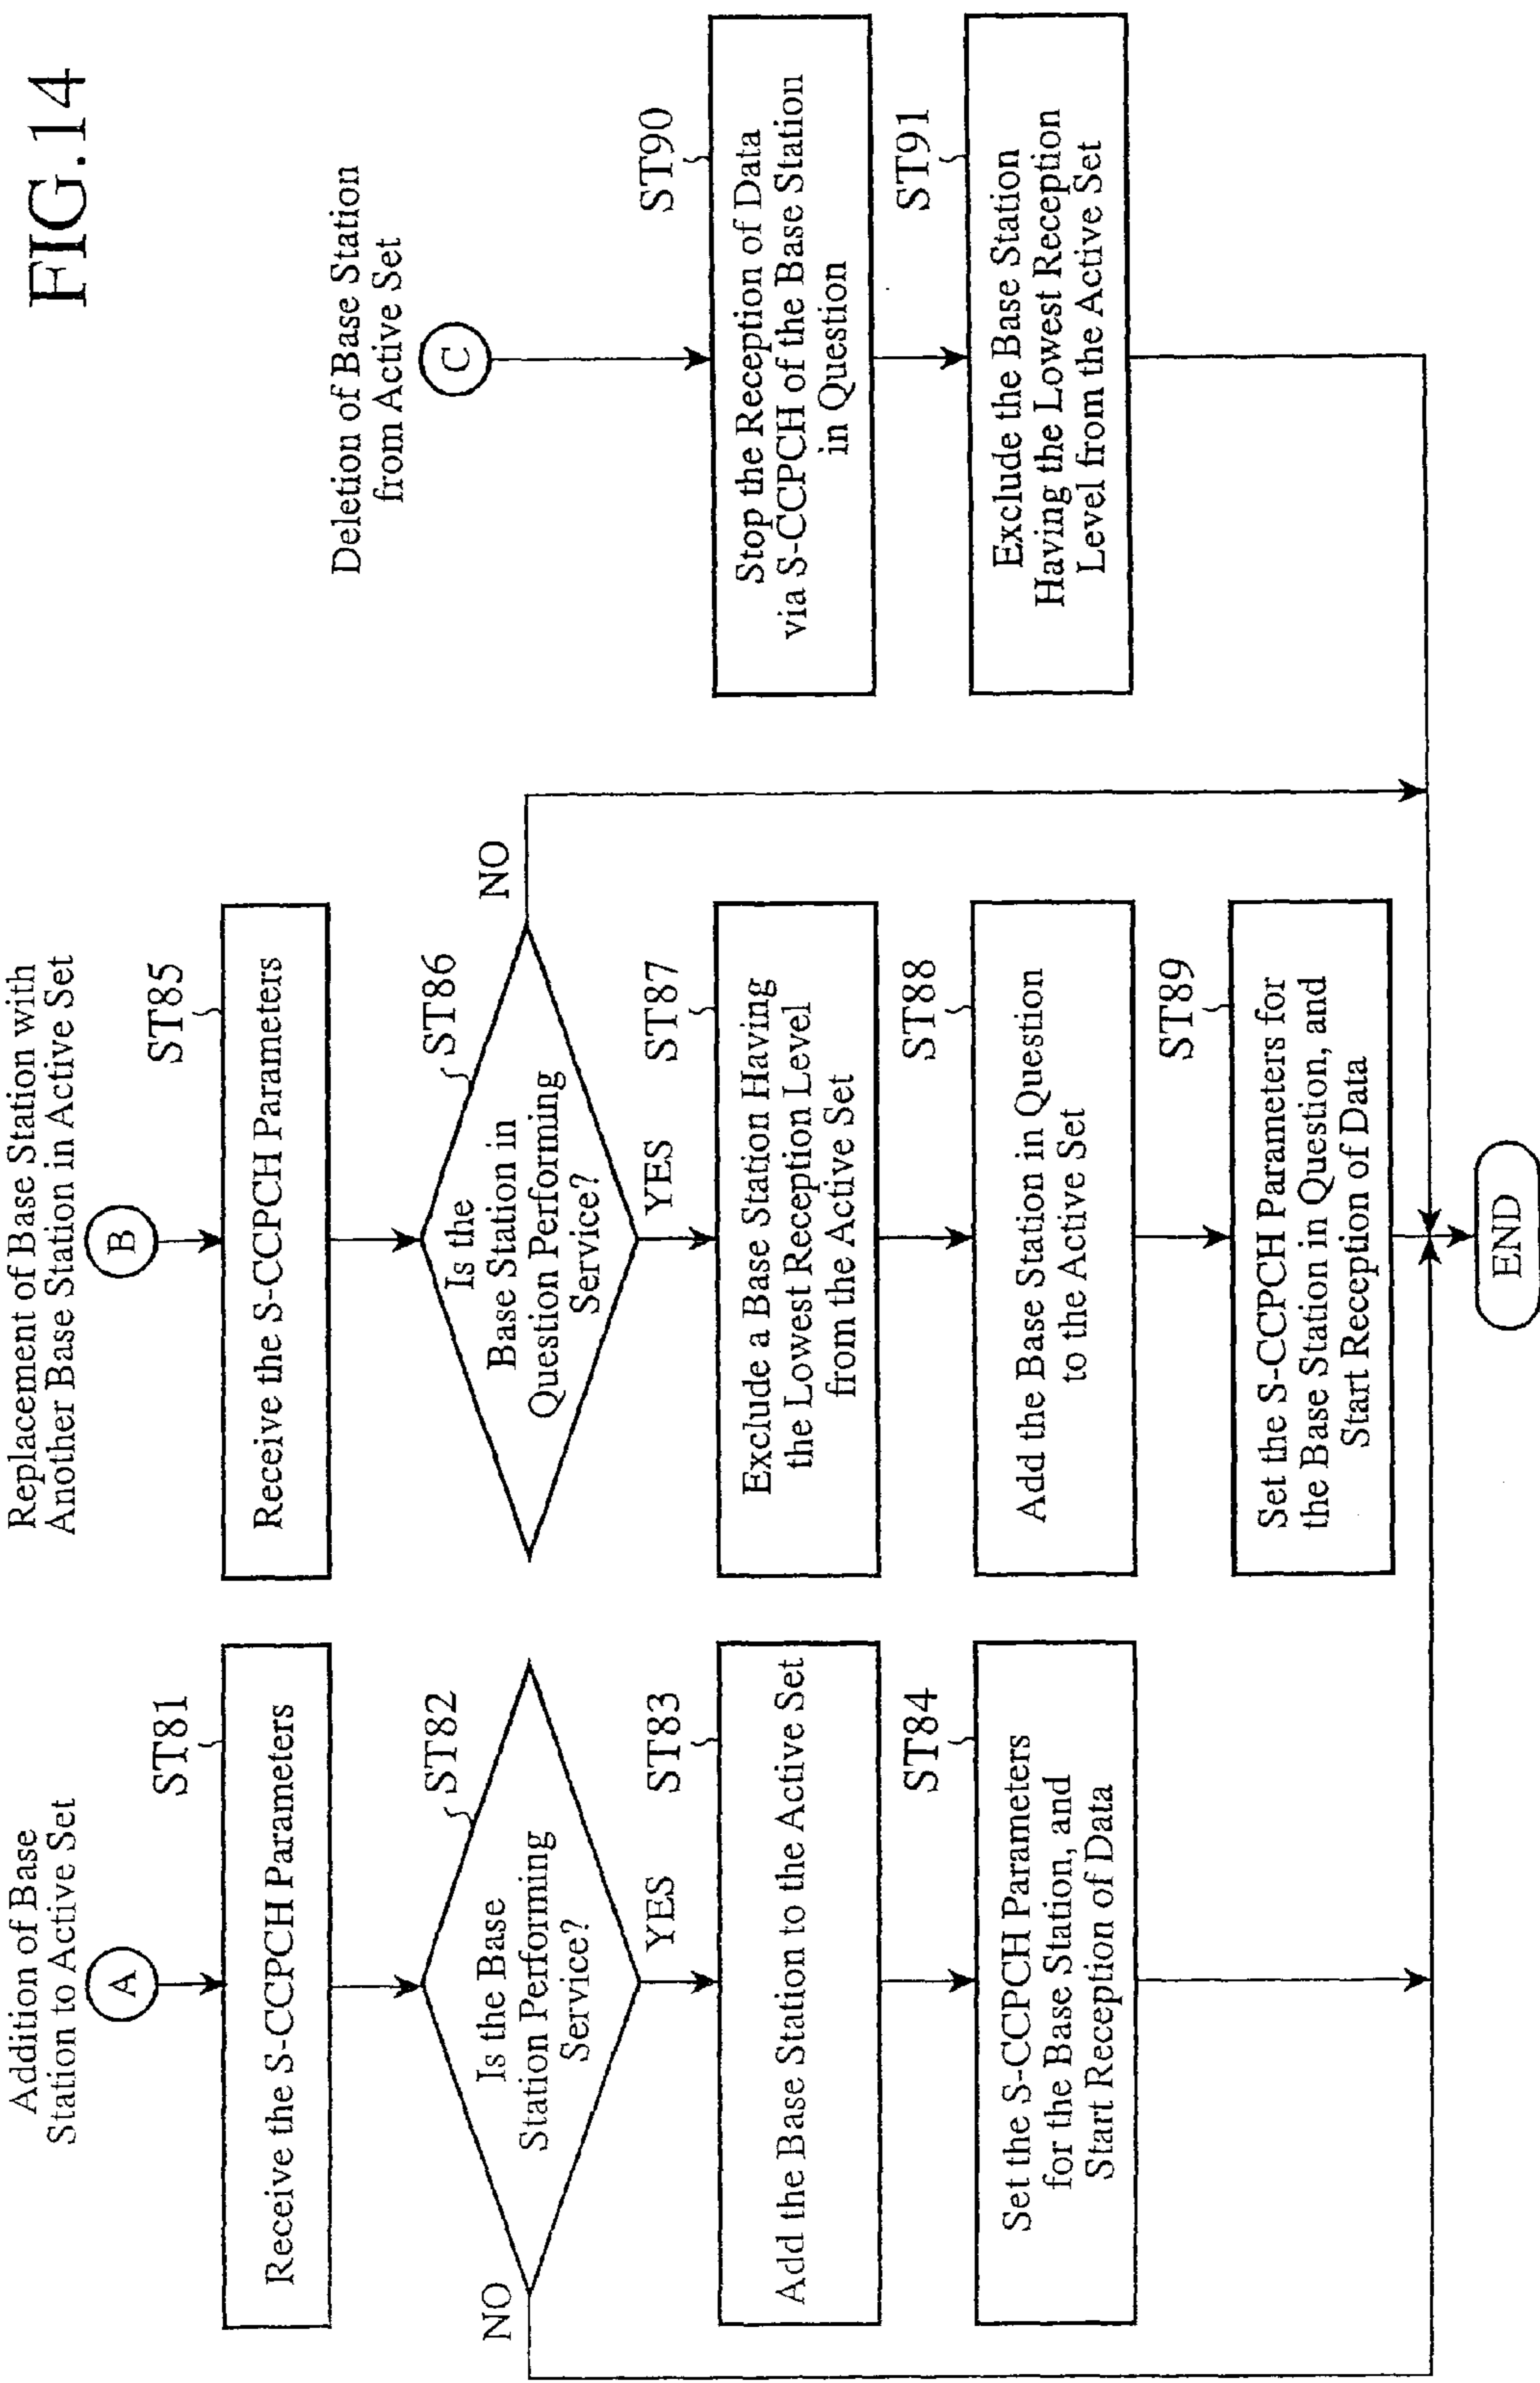 FIG.14
Addition of Base
Station to Active Set
A
ST81
Receive the S-CCPCH Parameters
ST82
Is the Base
Station Performing
Service?
NO
YES
ST83
Add the Base Station to the Active Set
ST84
Set the S-CCPCH Parameters
for the Base Station, and
Start Reception of Data
Replacement of Base Station with
Another Base Station in Active Set
B
ST85
Receive the S-CCPCH Parameters
ST86
Is the
Base Station in
Question Performing
Service?
NO
YES
ST87
Exclude a Base Station Having
the Lowest Reception Level
from the Active Set
ST88
Add the Base Station in Question
to the Active Set
ST89
Set the S-CCPCH Parameters for
the Base Station in Question, and
Start Reception of Data
Deletion of Base Station
from Active Set
C
ST90
Stop the Reception of Data
via S-CCPCH of the Base Station
in Question
ST91
Exclude the Base Station
Having the Lowest Reception
Level from the Active Set
END